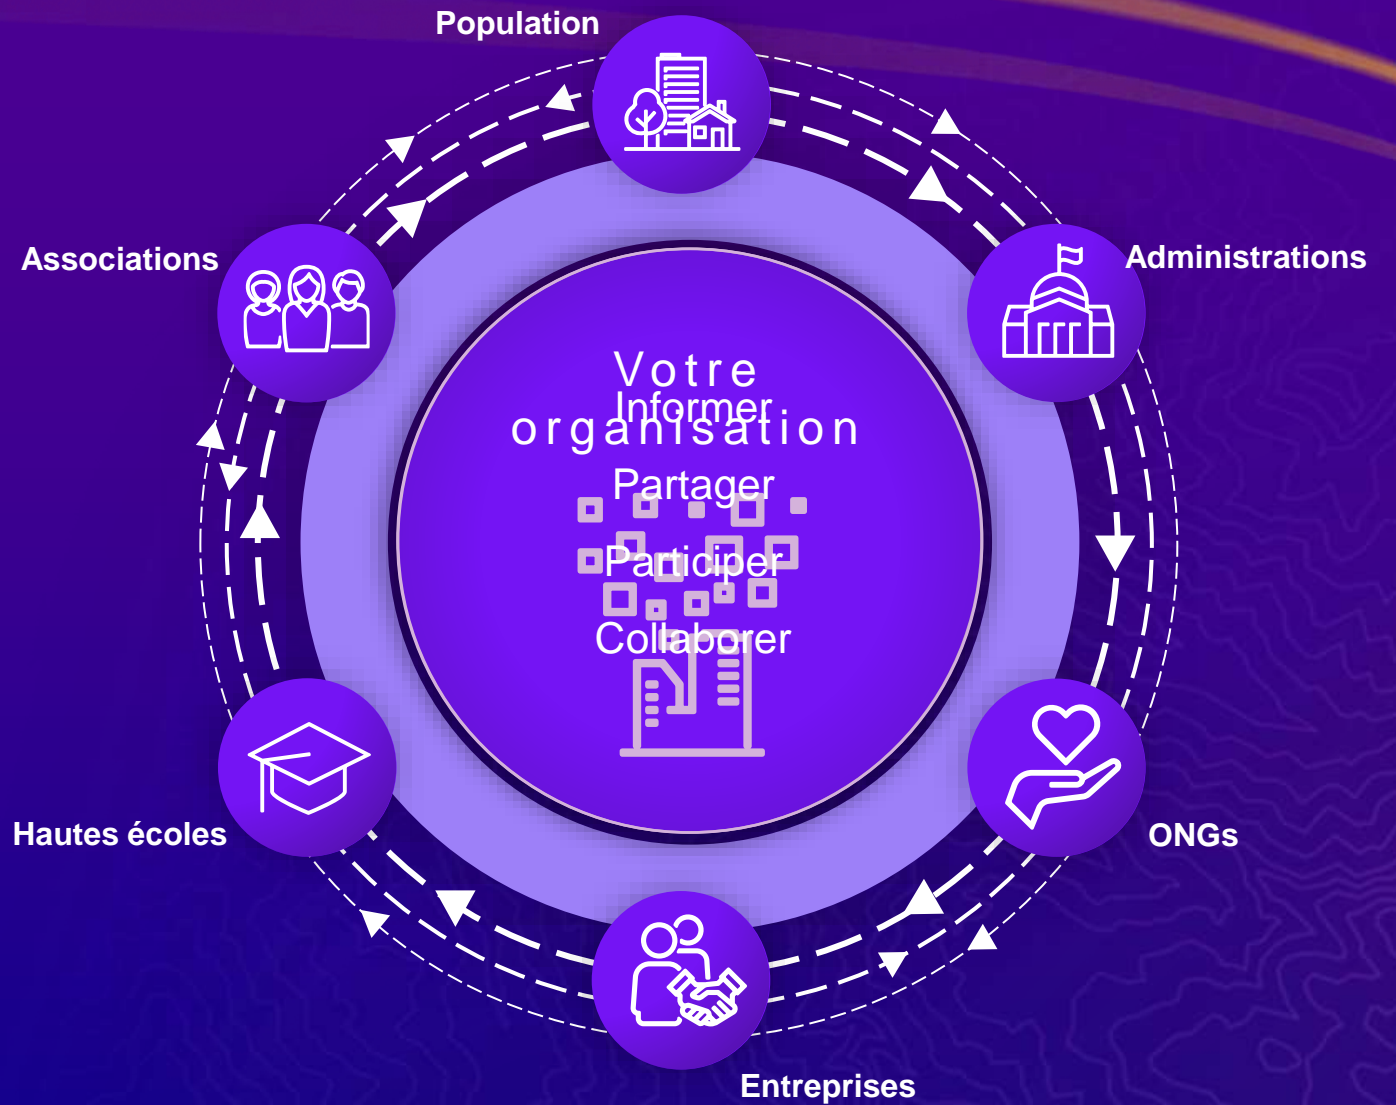 Population
Associations
Administrations
Votre
organisation
Informer
Partager
Participer
Collaborer
Hautes écoles
ONGs
Entreprises